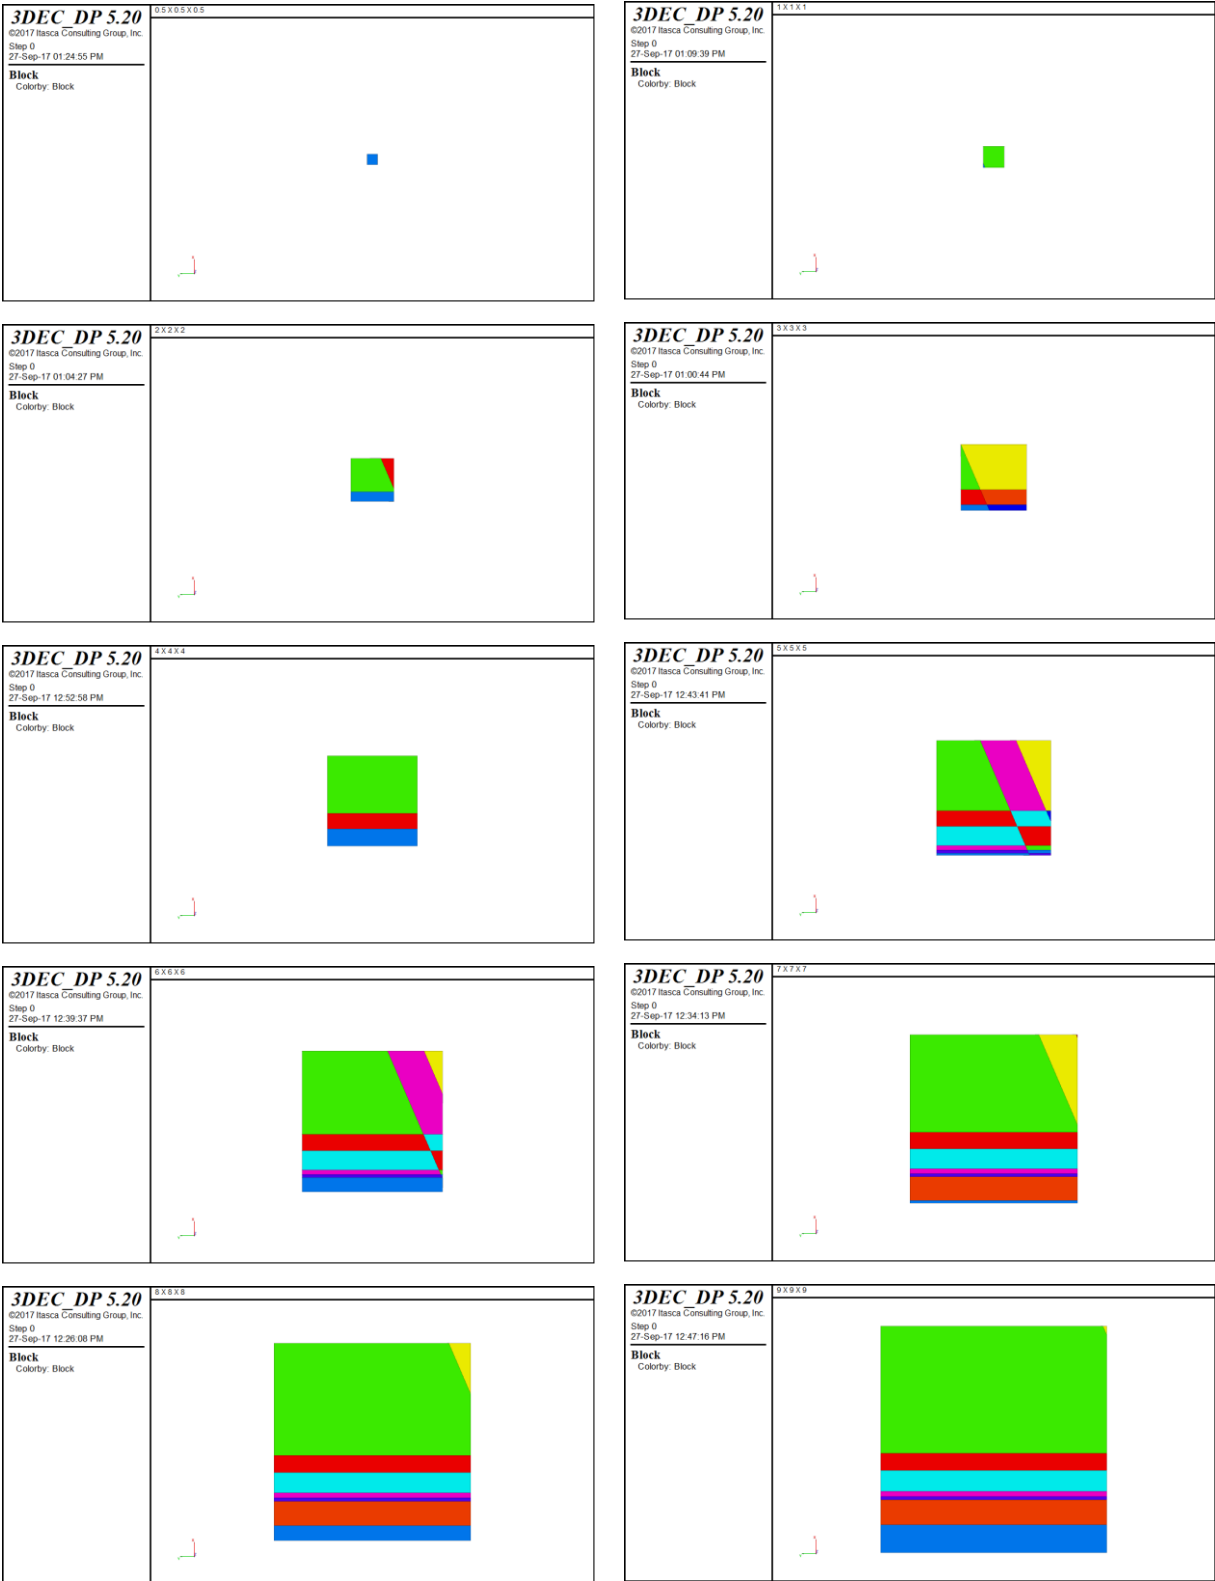 3DEC_DP 5.20
©2017 Itasca Consulting Group, Inc.
Step 0
27-Sep-17 01:24:55 PM
Block
Colorby: Block
0.5 X 0.5 X 0.5
3DEC_DP 5.20
©2017 Itasca Consulting Group, Inc.
Step 0
27-Sep-17 01:09:39 PM
Block
Colorby: Block
1 X 1 X 1
3DEC_DP 5.20
©2017 Itasca Consulting Group, Inc.
Step 0
27-Sep-17 01:04:27 PM
Block
Colorby: Block
2 X 2 X 2
3DEC_DP 5.20
©2017 Itasca Consulting Group, Inc.
Step 0
27-Sep-17 01:00:44 PM
Block
Colorby: Block
3 X 3 X 3
3DEC_DP 5.20
©2017 Itasca Consulting Group, Inc.
Step 0
27-Sep-17 12:52:58 PM
Block
Colorby: Block
4 X 4 X 4
3DEC_DP 5.20
©2017 Itasca Consulting Group, Inc.
Step 0
27-Sep-17 12:43:41 PM
Block
Colorby: Block
5 X 5 X 5
3DEC_DP 5.20
©2017 Itasca Consulting Group, Inc.
Step 0
27-Sep-17 12:39:37 PM
Block
Colorby: Block
6 X 6 X 6
3DEC_DP 5.20
©2017 Itasca Consulting Group, Inc.
Step 0
27-Sep-17 12:34:13 PM
Block
Colorby: Block
7 X 7 X 7
3DEC_DP 5.20
©2017 Itasca Consulting Group, Inc.
Step 0
27-Sep-17 12:26:08 PM
Block
Colorby: Block
8 X 8 X 8
3DEC_DP 5.20
©2017 Itasca Consulting Group, Inc.
Step 0
27-Sep-17 12:47:16 PM
Block
Colorby: Block
9 X 9 X 9